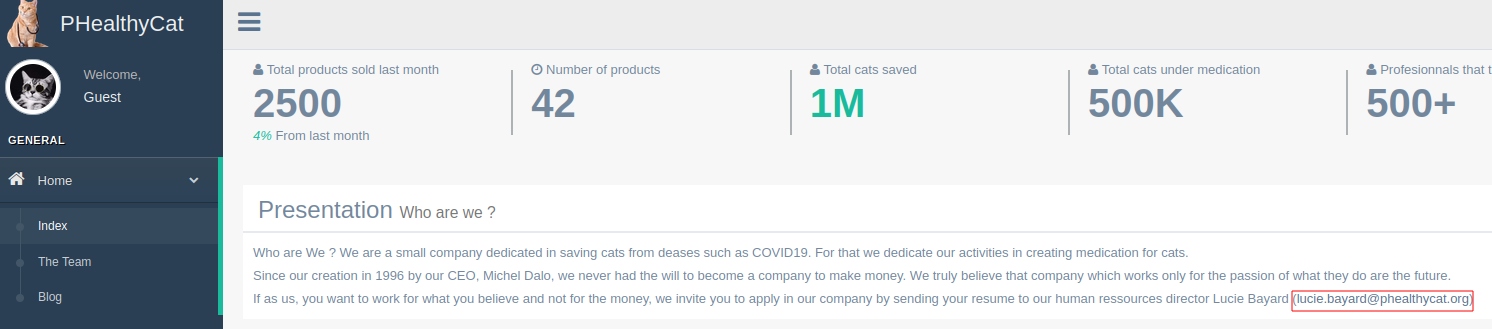 PHealthyCat
Welcome,
Guest
GENERAL
Home
Index
The Team
Blog
Total products sold last month
2500
4% From last month
Number of products
42
Total cats saved
1M
Total cats under medication
500K
Profesionnals that t
500+
Presentation Who are we ?
Who are We ? We are a small company dedicated in saving cats from deases such as COVID19. For that we dedicate our activities in creating medication for cats.
Since our creation in 1996 by our CEO, Michel Dalo, we never had the will to become a company to make money. We truly believe that company which works only for the passion of what they do are the future.
If as us, you want to work for what you believe and not for the money, we invite you to apply in our company by sending your resume to our human ressources director Lucie Bayard (lucie.bayard@phealthycat.org)